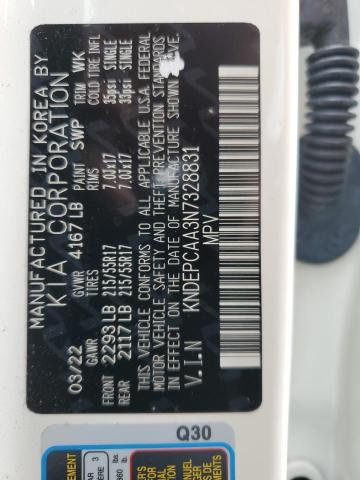 MANUFACTURED IN KOREA BY
KIA CORPORATION
03/22 GVWR 4167 LB PAINT SWP TRIM WK
GAWR TIRES RIMS COLD TIRE INFL
FRONT 2293 LB 215/55R17 7.0Jx17 35psi SINGLE
REAR 2117 LB 215/55R17 7.0Jx17 33psi SINGLE
THIS VEHICLE CONFORMS TO ALL APPLICABLE U.S.A. FEDERAL
MOTOR VEHICLE SAFETY AND THEFT PREVENTION STANDARDS
IN EFFECT ON THE DATE OF MANUFACTURE SHOWN ABOVE.
V.I.N KNDEPCAA3N7328831
MPV
Q30